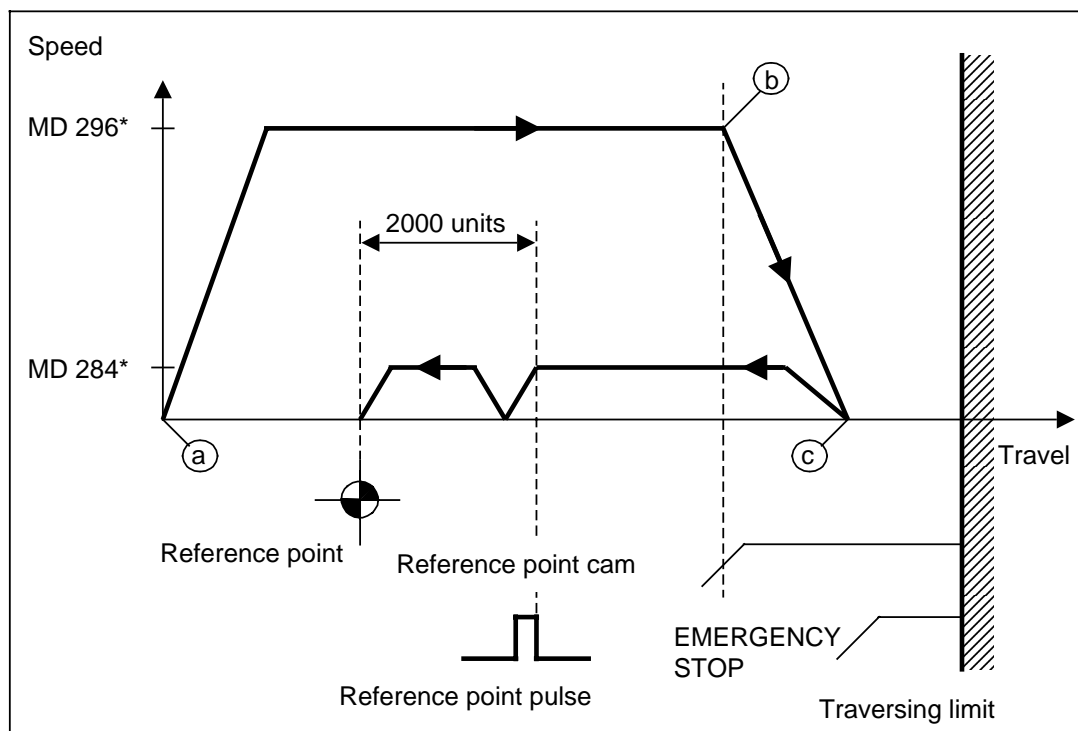 Speed
MD 296*
b
2000 units
MD 284*
a
c
Travel
Reference point
Reference point cam
EMERGENCY
STOP
Reference point pulse
Traversing limit